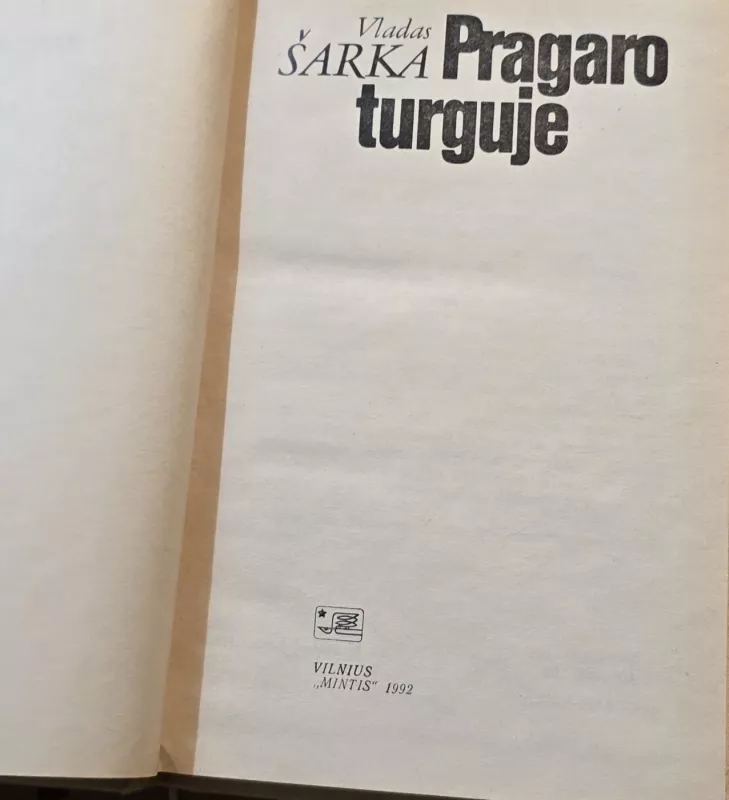 Vladas
ŠARKA Pragaro
turguje
VILNIUS
„MINTIS“ 1992